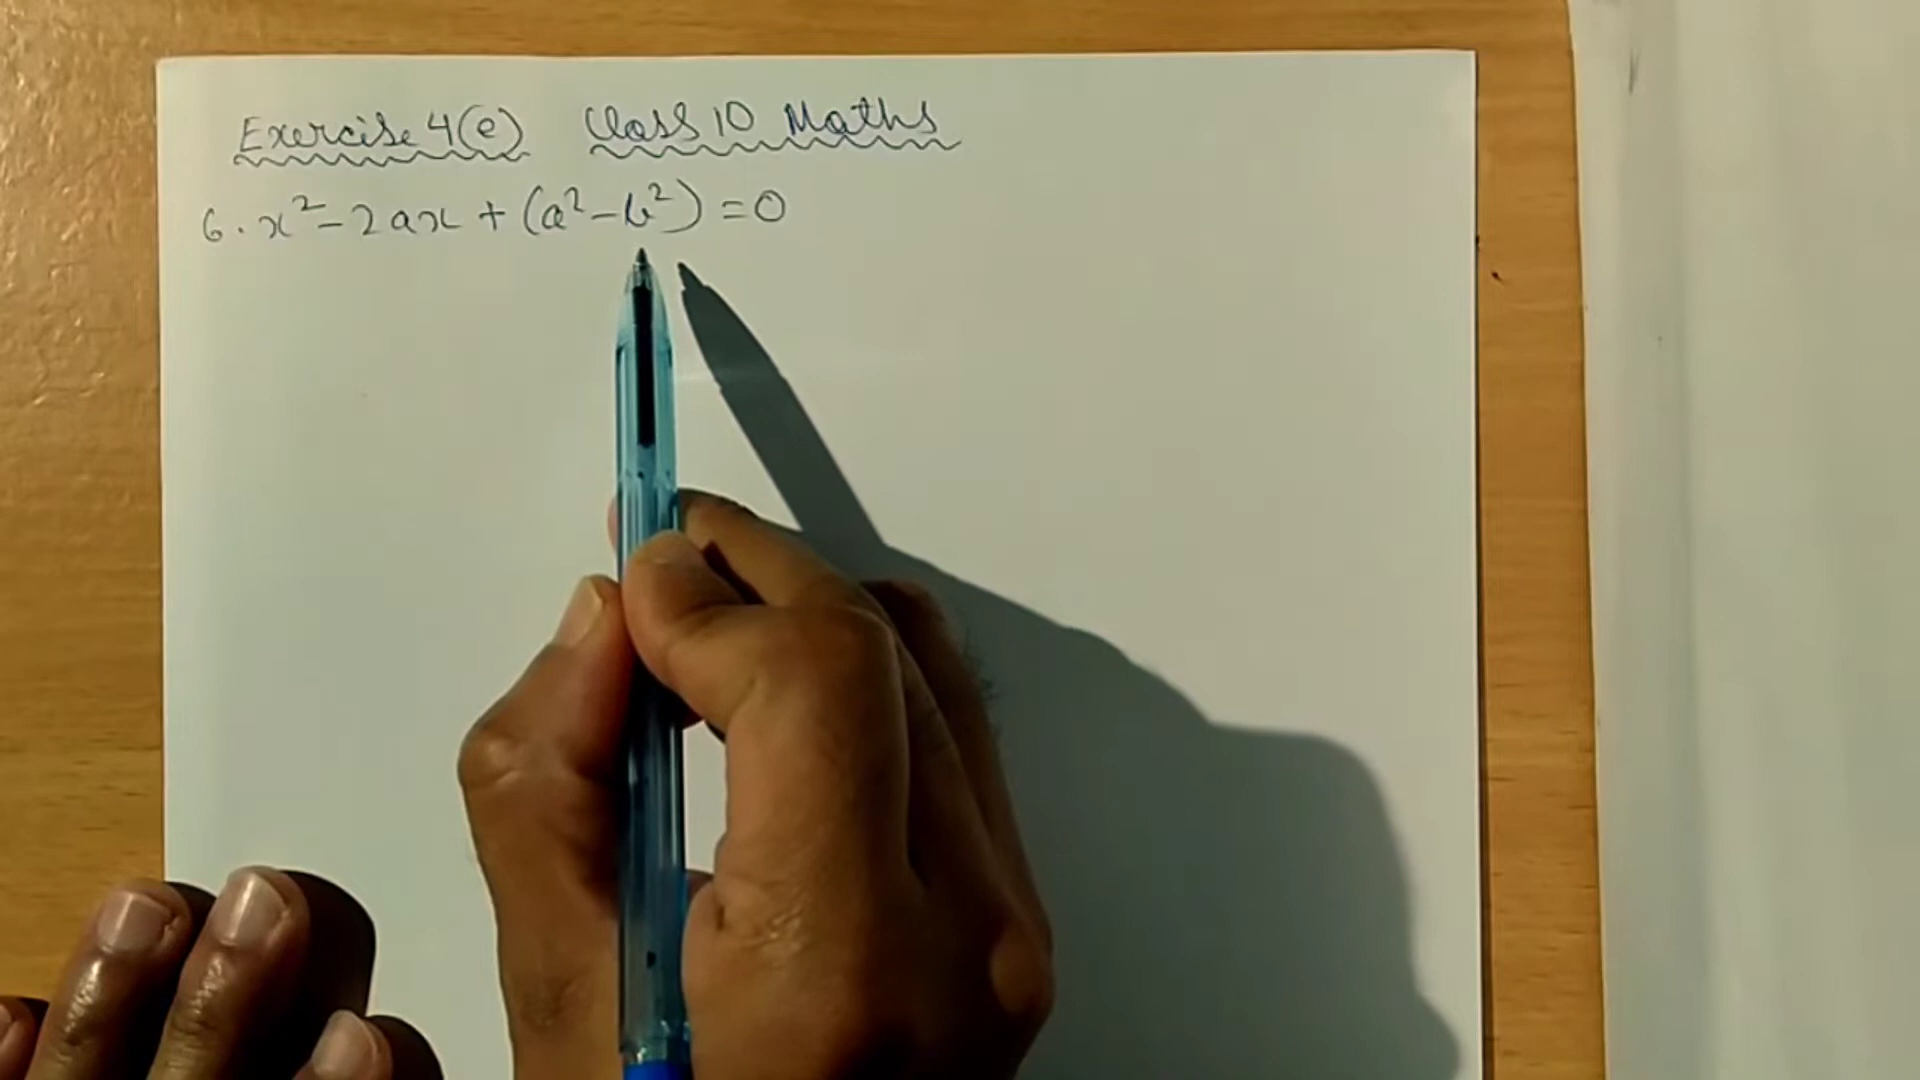 Exercise 4(e) Class 10 Maths
6. x² - 2ax + (a² - b²) = 0